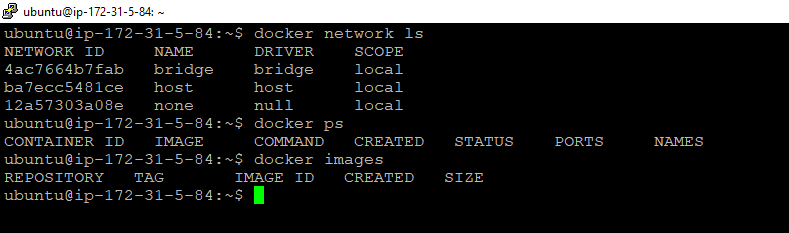 ubuntu@ip-172-31-5-84: ~
ubuntu@ip-172-31-5-84:~$ docker network ls
NETWORK ID     NAME      DRIVER    SCOPE
4ac7664b7fab   bridge    bridge    local
ba7ecc5481ce   host      host      local
12a57303a08e   none      null      local
ubuntu@ip-172-31-5-84:~$ docker ps
CONTAINER ID   IMAGE     COMMAND   CREATED   STATUS    PORTS     NAMES
ubuntu@ip-172-31-5-84:~$ docker images
REPOSITORY   TAG       IMAGE ID   CREATED   SIZE
ubuntu@ip-172-31-5-84:~$